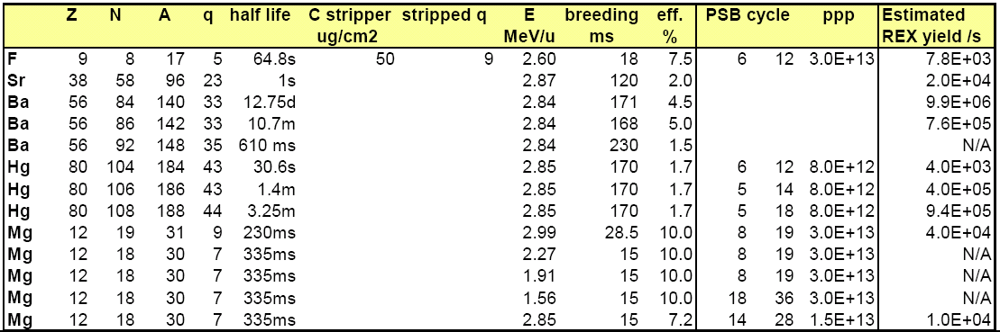 Z N A q half life C stripper stripped q E breeding eff. PSB cycle ppp Estimated
ug/cm2 MeV/u ms % REX yield /s
F 9 8 17 5 64.8s 50 9 2.60 18 7.5 6 12 3.0E+13 7.8E+03
Sr 38 58 96 23 1s 2.87 120 2.0 2.0E+04
Ba 56 84 140 33 12.75d 2.84 171 4.5 9.9E+06
Ba 56 86 142 33 10.7m 2.84 168 5.0 7.6E+05
Ba 56 92 148 35 610 ms 2.84 230 1.5 N/A
Hg 80 104 184 43 30.6s 2.85 170 1.7 6 12 8.0E+12 4.0E+03
Hg 80 106 186 43 1.4m 2.85 170 1.7 5 14 8.0E+12 4.0E+05
Hg 80 108 188 44 3.25m 2.85 170 1.7 5 18 8.0E+12 9.4E+05
Mg 12 19 31 9 230ms 2.99 28.5 10.0 8 19 3.0E+13 4.0E+04
Mg 12 18 30 7 335ms 2.27 15 10.0 8 19 3.0E+13 N/A
Mg 12 18 30 7 335ms 1.91 15 10.0 8 19 3.0E+13 N/A
Mg 12 18 30 7 335ms 1.56 15 10.0 18 36 3.0E+13 N/A
Mg 12 18 30 7 335ms 2.85 15 7.2 14 28 1.5E+13 1.0E+04